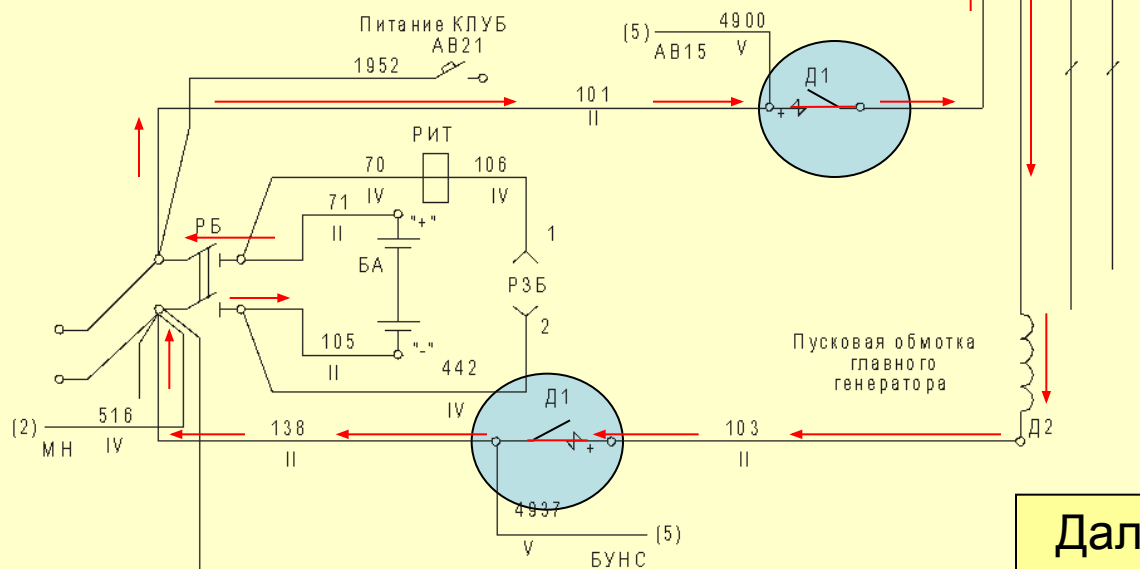 Питание КЛУБ
АВ21
1952
(5)
4900
АВ15
V
Д1
+
101
II
РИТ
70
106
IV
IV
71
II
"+"
РБ
БА
1
РЗБ
2
105
II
"-"
442
IV
Пусковая обмотка
главного
генератора
Д1
+
516
(2)
МН
IV
138
II
103
II
Д2
4937
V
(5)
БУНС
Дал